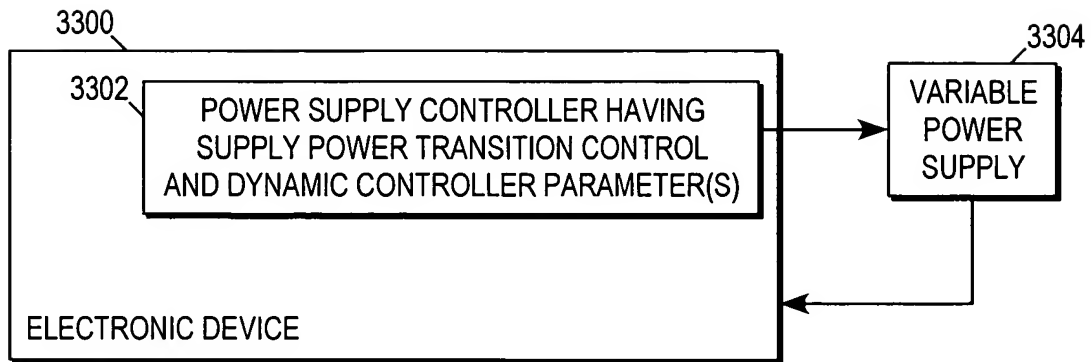 3300
3304
3302
POWER SUPPLY CONTROLLER HAVING
SUPPLY POWER TRANSITION CONTROL
AND DYNAMIC CONTROLLER PARAMETER(S)
VARIABLE
POWER
SUPPLY
ELECTRONIC DEVICE